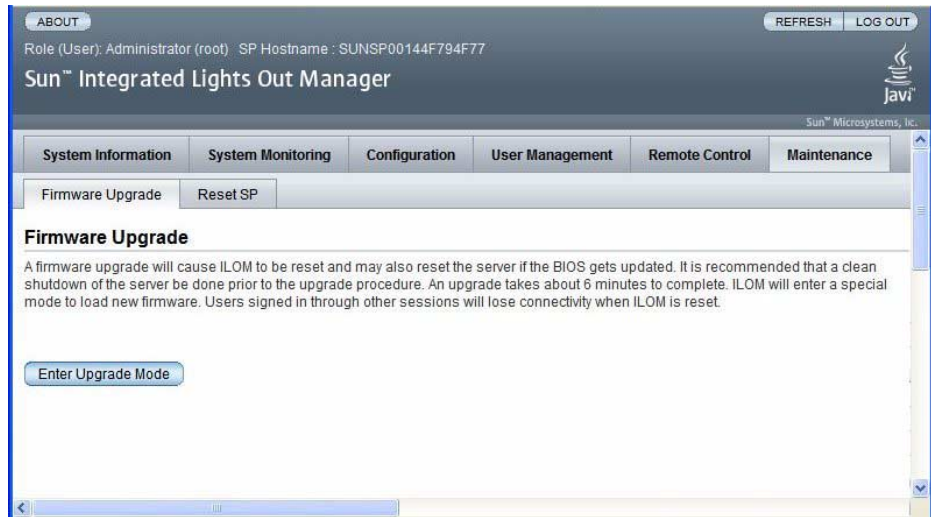 ABOUT
REFRESH LOG OUT
Role (User): Administrator (root) SP Hostname : SUNSP00144F794F77
Sun™ Integrated Lights Out Manager
Java™
Sun™ Microsystems, Ic.
System Information System Monitoring Configuration User Management Remote Control Maintenance
Firmware Upgrade Reset SP
Firmware Upgrade
A firmware upgrade will cause ILOM to be reset and may also reset the server if the BIOS gets updated. It is recommended that a clean
shutdown of the server be done prior to the upgrade procedure. An upgrade takes about 6 minutes to complete. ILOM will enter a special
mode to load new firmware. Users signed in through other sessions will lose connectivity when ILOM is reset.
Enter Upgrade Mode